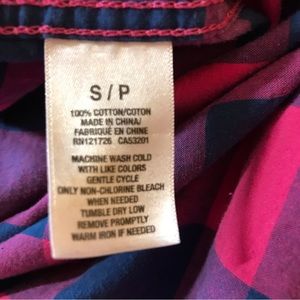 S / P
100% COTTON/COTON
MADE IN CHINA/
FABRIQUÉ EN CHINE
RN121726 CA53201
MACHINE WASH COLD
WITH LIKE COLORS
GENTLE CYCLE
ONLY NON-CHLORINE BLEACH
WHEN NEEDED
TUMBLE DRY LOW
REMOVE PROMPTLY
WARM IRON IF NEEDED